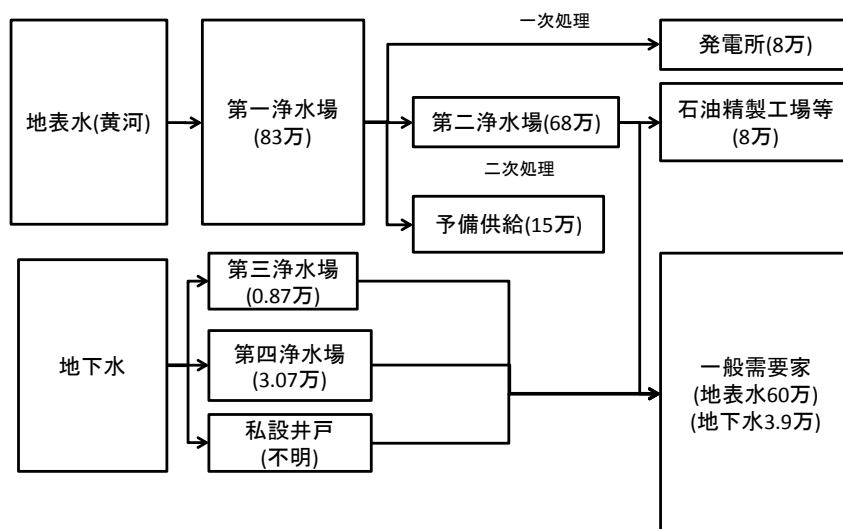 一次処理
発電所(8万)
地表水(黄河)
第一浄水場
(83万)
第二浄水場(68万)
石油精製工場等
(8万)
二次処理
予備供給(15万)
地下水
第三浄水場
(0.87万)
第四浄水場
(3.07万)
私設井戸
(不明)
一般需要家
(地表水60万)
(地下水3.9万)